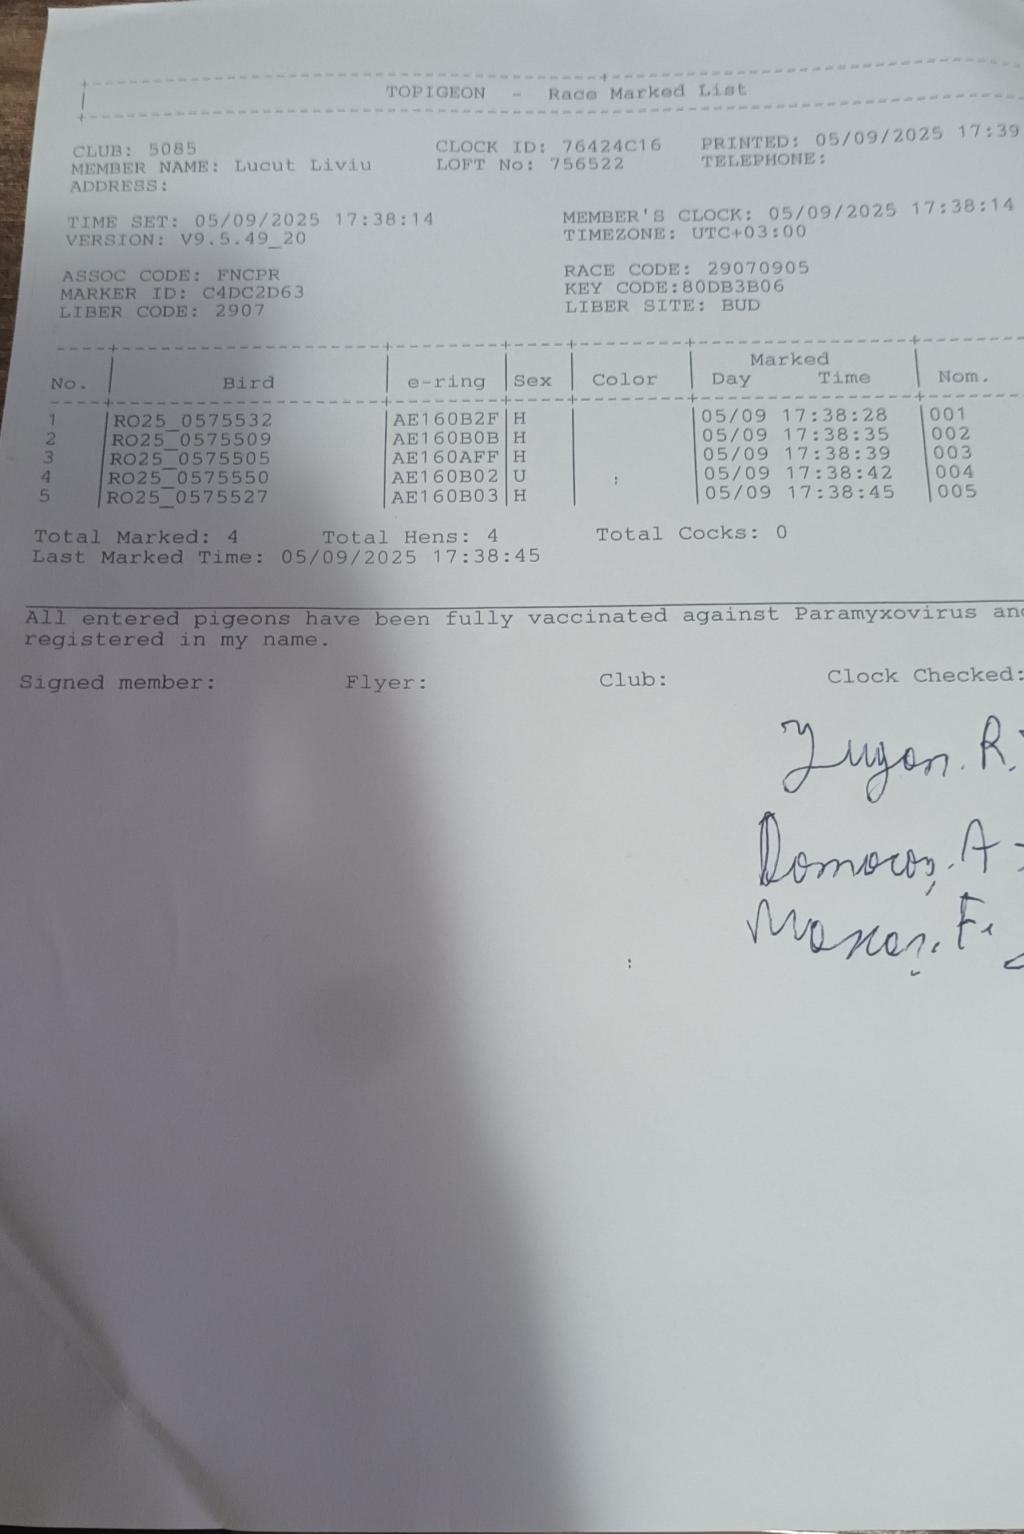 TOPIGEON - Race Marked List
CLUB: 5085 CLOCK ID: 76424C16 PRINTED: 05/09/2025 17:39
MEMBER NAME: Lucut Liviu LOFT No: 756522 TELEPHONE:
ADDRESS:
TIME SET: 05/09/2025 17:38:14 MEMBER'S CLOCK: 05/09/2025 17:38:14
VERSION: V9.5.49_20 TIMEZONE: UTC+03:00
ASSOC CODE: FNCPR RACE CODE: 29070905
MARKER ID: C4DC2D63 KEY CODE:80DB3B06
LIBER CODE: 2907 LIBER SITE: BUD
Marked
No. Bird e-ring Sex Color Day Time Nom.
1 RO25_0575532 AE160B2F H 05/09 17:38:28 001
2 RO25_0575509 AE160B0B H 05/09 17:38:35 002
3 RO25_0575505 AE160AFF H 05/09 17:38:39 003
4 RO25_0575550 AE160B02 U 05/09 17:38:42 004
5 RO25_0575527 AE160B03 H 05/09 17:38:45 005
Total Marked: 4 Total Hens: 4 Total Cocks: 0
Last Marked Time: 05/09/2025 17:38:45
All entered pigeons have been fully vaccinated against Paramyxovirus and
registered in my name.
Signed member: Flyer: Club: Clock Checked:
R.
A
F.